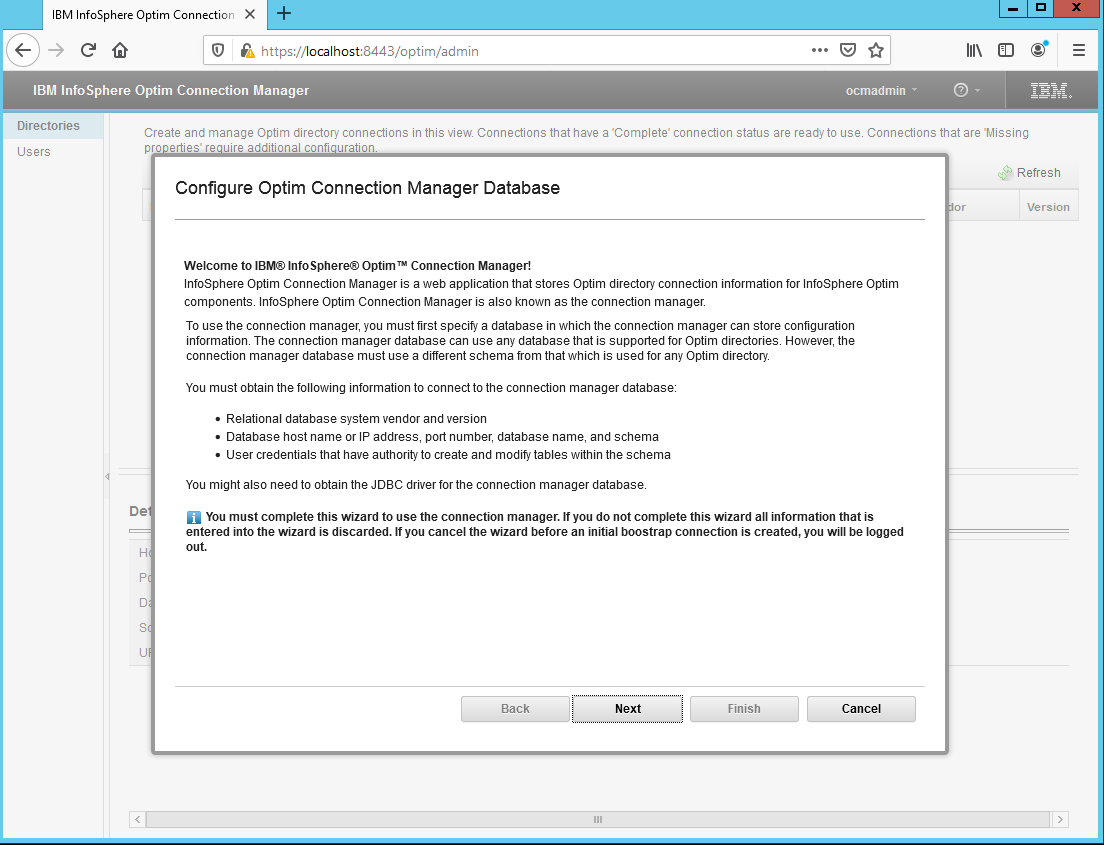 IBM InfoSphere Optim Connection
X
https://localhost:8443/optim/admin
IBM InfoSphere Optim Connection Manager
ocmadmin
?
IBM.
Directories
Users
Create and manage Optim directory connections in this view. Connections that have a 'Complete' connection status are ready to use. Connections that are 'Missing
properties' require additional configuration.
Refresh
dor
Version
Configure Optim Connection Manager Database
Welcome to IBM® InfoSphere® Optim™ Connection Manager!
InfoSphere Optim Connection Manager is a web application that stores Optim directory connection information for InfoSphere Optim
components. InfoSphere Optim Connection Manager is also known as the connection manager.
To use the connection manager, you must first specify a database in which the connection manager can store configuration
information. The connection manager database can use any database that is supported for Optim directories. However, the
connection manager database must use a different schema from that which is used for any Optim directory.
You must obtain the following information to connect to the connection manager database:
• Relational database system vendor and version
• Database host name or IP address, port number, database name, and schema
• User credentials that have authority to create and modify tables within the schema
You might also need to obtain the JDBC driver for the connection manager database.
i You must complete this wizard to use the connection manager. If you do not complete this wizard all information that is
entered into the wizard is discarded. If you cancel the wizard before an initial boostrap connection is created, you will be logged
out.
Det
Ho
Po
Da
Sc
UR
Back Next Finish Cancel